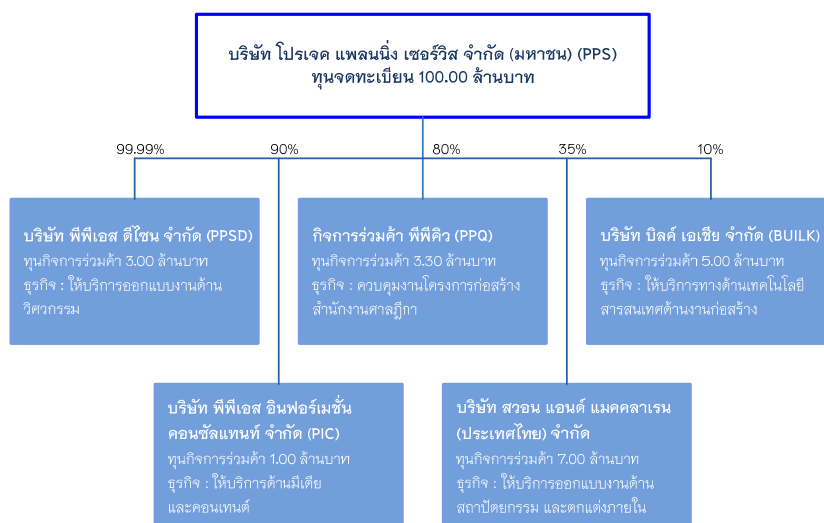 บริษัท โปรเจค แพลนนิ่ง เซอร์วิส จำกัด (มหาชน) (PPS)
ทุนจดทะเบียน 100.00 ล้านบาท
99.99%
90%
80%
35%
10%
บริษัท พีพีเอส ดีไซน จำกัด (PPSD)
ทุนกิจการร่วมค้า 3.00 ล้านบาท
ธุรกิจ : ให้บริการออกแบบงานด้าน
วิศวกรรม
กิจการร่วมค้า พีพีคิว (PPQ)
ทุนกิจการร่วมค้า 3.30 ล้านบาท
ธุรกิจ : ควบคุมงานโครงการก่อสร้าง
สำนักงานศาลฎีกา
บริษัท บิลค์ เอเชีย จำกัด (BUILK)
ทุนกิจการร่วมค้า 5.00 ล้านบาท
ธุรกิจ : ให้บริการทางด้านเทคโนโลยี
สารสนเทศด้านงานก่อสร้าง
บริษัท พีพีเอส อินฟอร์เมชั่น
คอนซัลแทนท์ จำกัด (PIC)
ทุนกิจการร่วมค้า 1.00 ล้านบาท
ธุรกิจ : ให้บริการด้านมีเดีย
และคอนเทนต์
บริษัท สวอน แอนด์ แมคคลาเรน
(ประเทศไทย) จำกัด
ทุนกิจการร่วมค้า 7.00 ล้านบาท
ธุรกิจ : ให้บริการออกแบบงานด้าน
สถาปัตยกรรม และตกแต่งภายใน